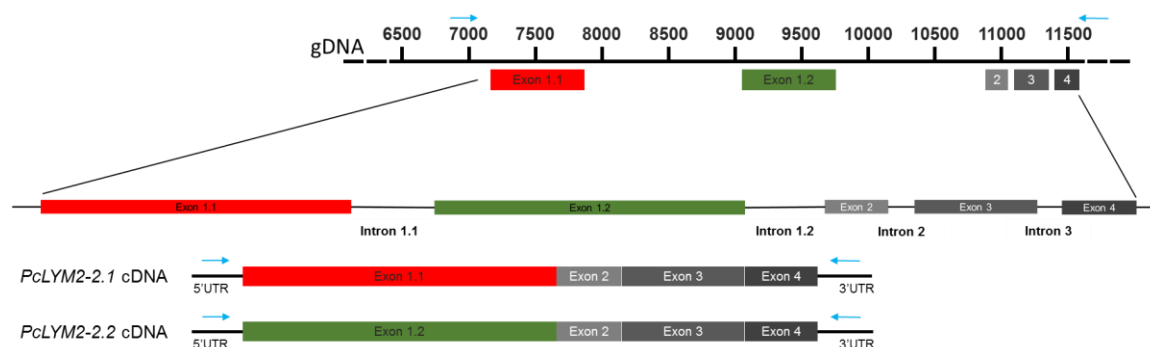 gDNA 6500 7000 7500 8000 8500 9000 9500 10000 10500 11000 11500
Exon 1.1 Exon 1.2 2 3 4
Exon 1.1 Exon 1.2 Exon 2 Exon 3 Exon 4
Intron 1.1 Intron 1.2 Intron 2 Intron 3
PcLYM2-2.1 cDNA Exon 1.1 Exon 2 Exon 3 Exon 4
5'UTR 3'UTR
PcLYM2-2.2 cDNA Exon 1.2 Exon 2 Exon 3 Exon 4
5'UTR 3'UTR